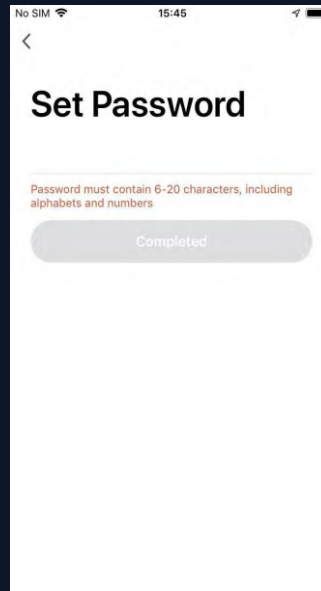 No SIM 15:45
Set Password
Password must contain 6-20 characters, including
alphabets and numbers
Completed